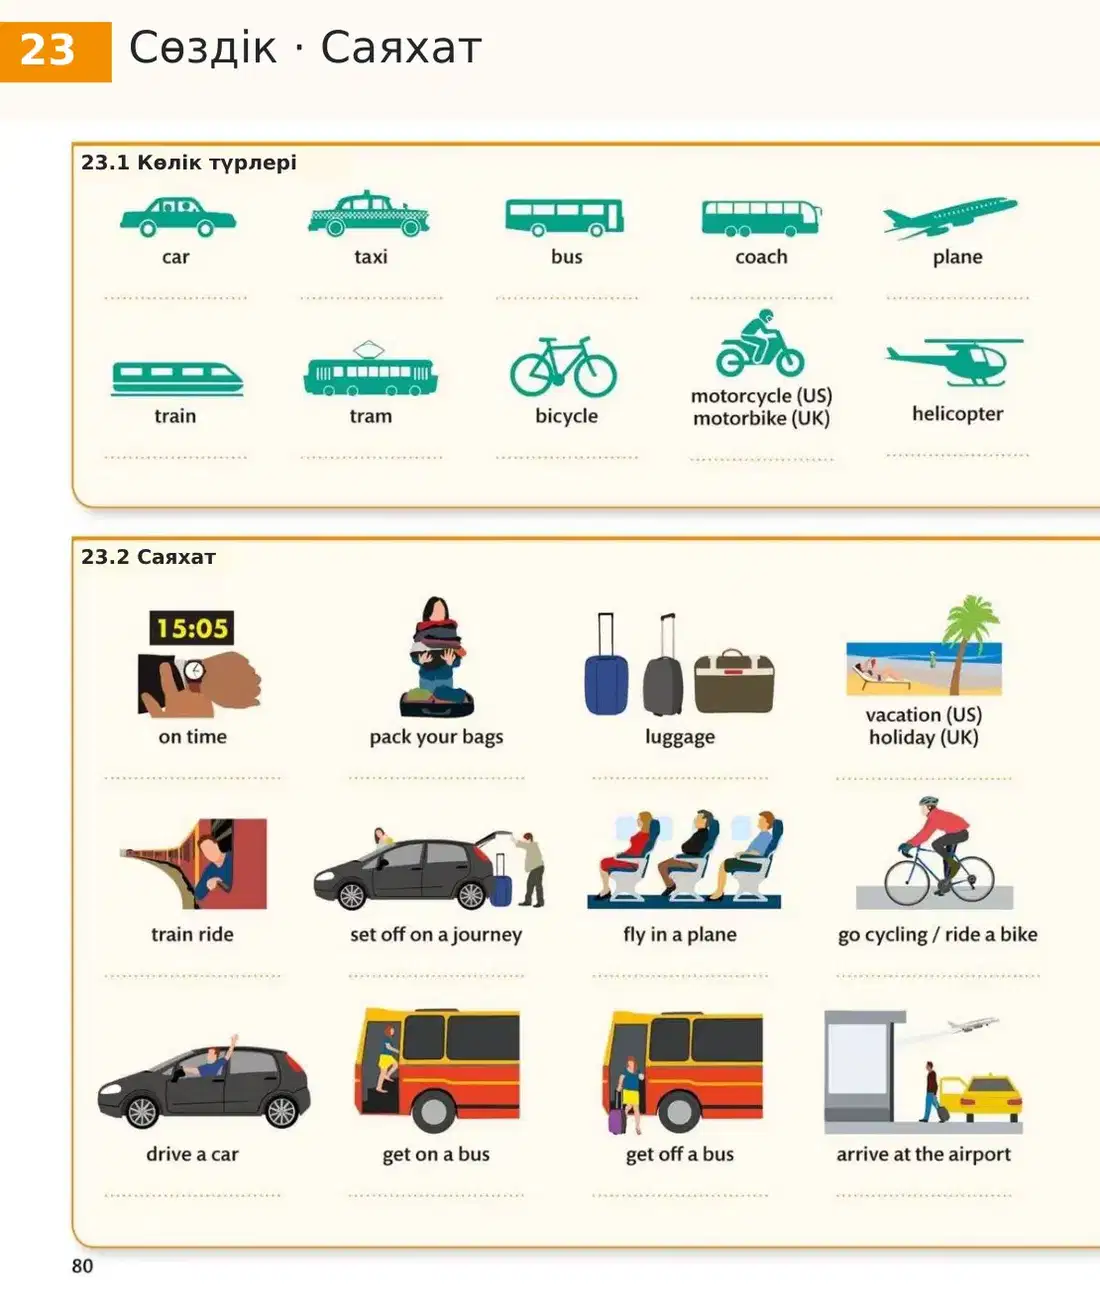 23 Сөздік · Саяхат
23.1 Көлік түрлері
car taxi bus coach plane
train tram bicycle motorcycle (US) motorbike (UK) helicopter
23.2 Саяхат
15:05
on time pack your bags luggage vacation (US) holiday (UK)
train ride set off on a journey fly in a plane go cycling / ride a bike
drive a car get on a bus get off a bus arrive at the airport
80